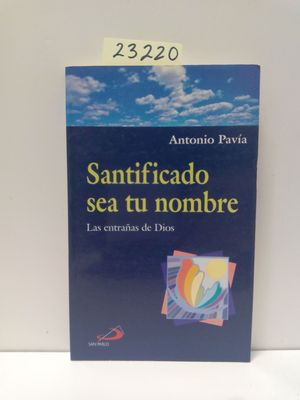 23220
Antonio Pavía
Santificado
sea tu nombre
Las entrañas de Dios
SAN PABLO